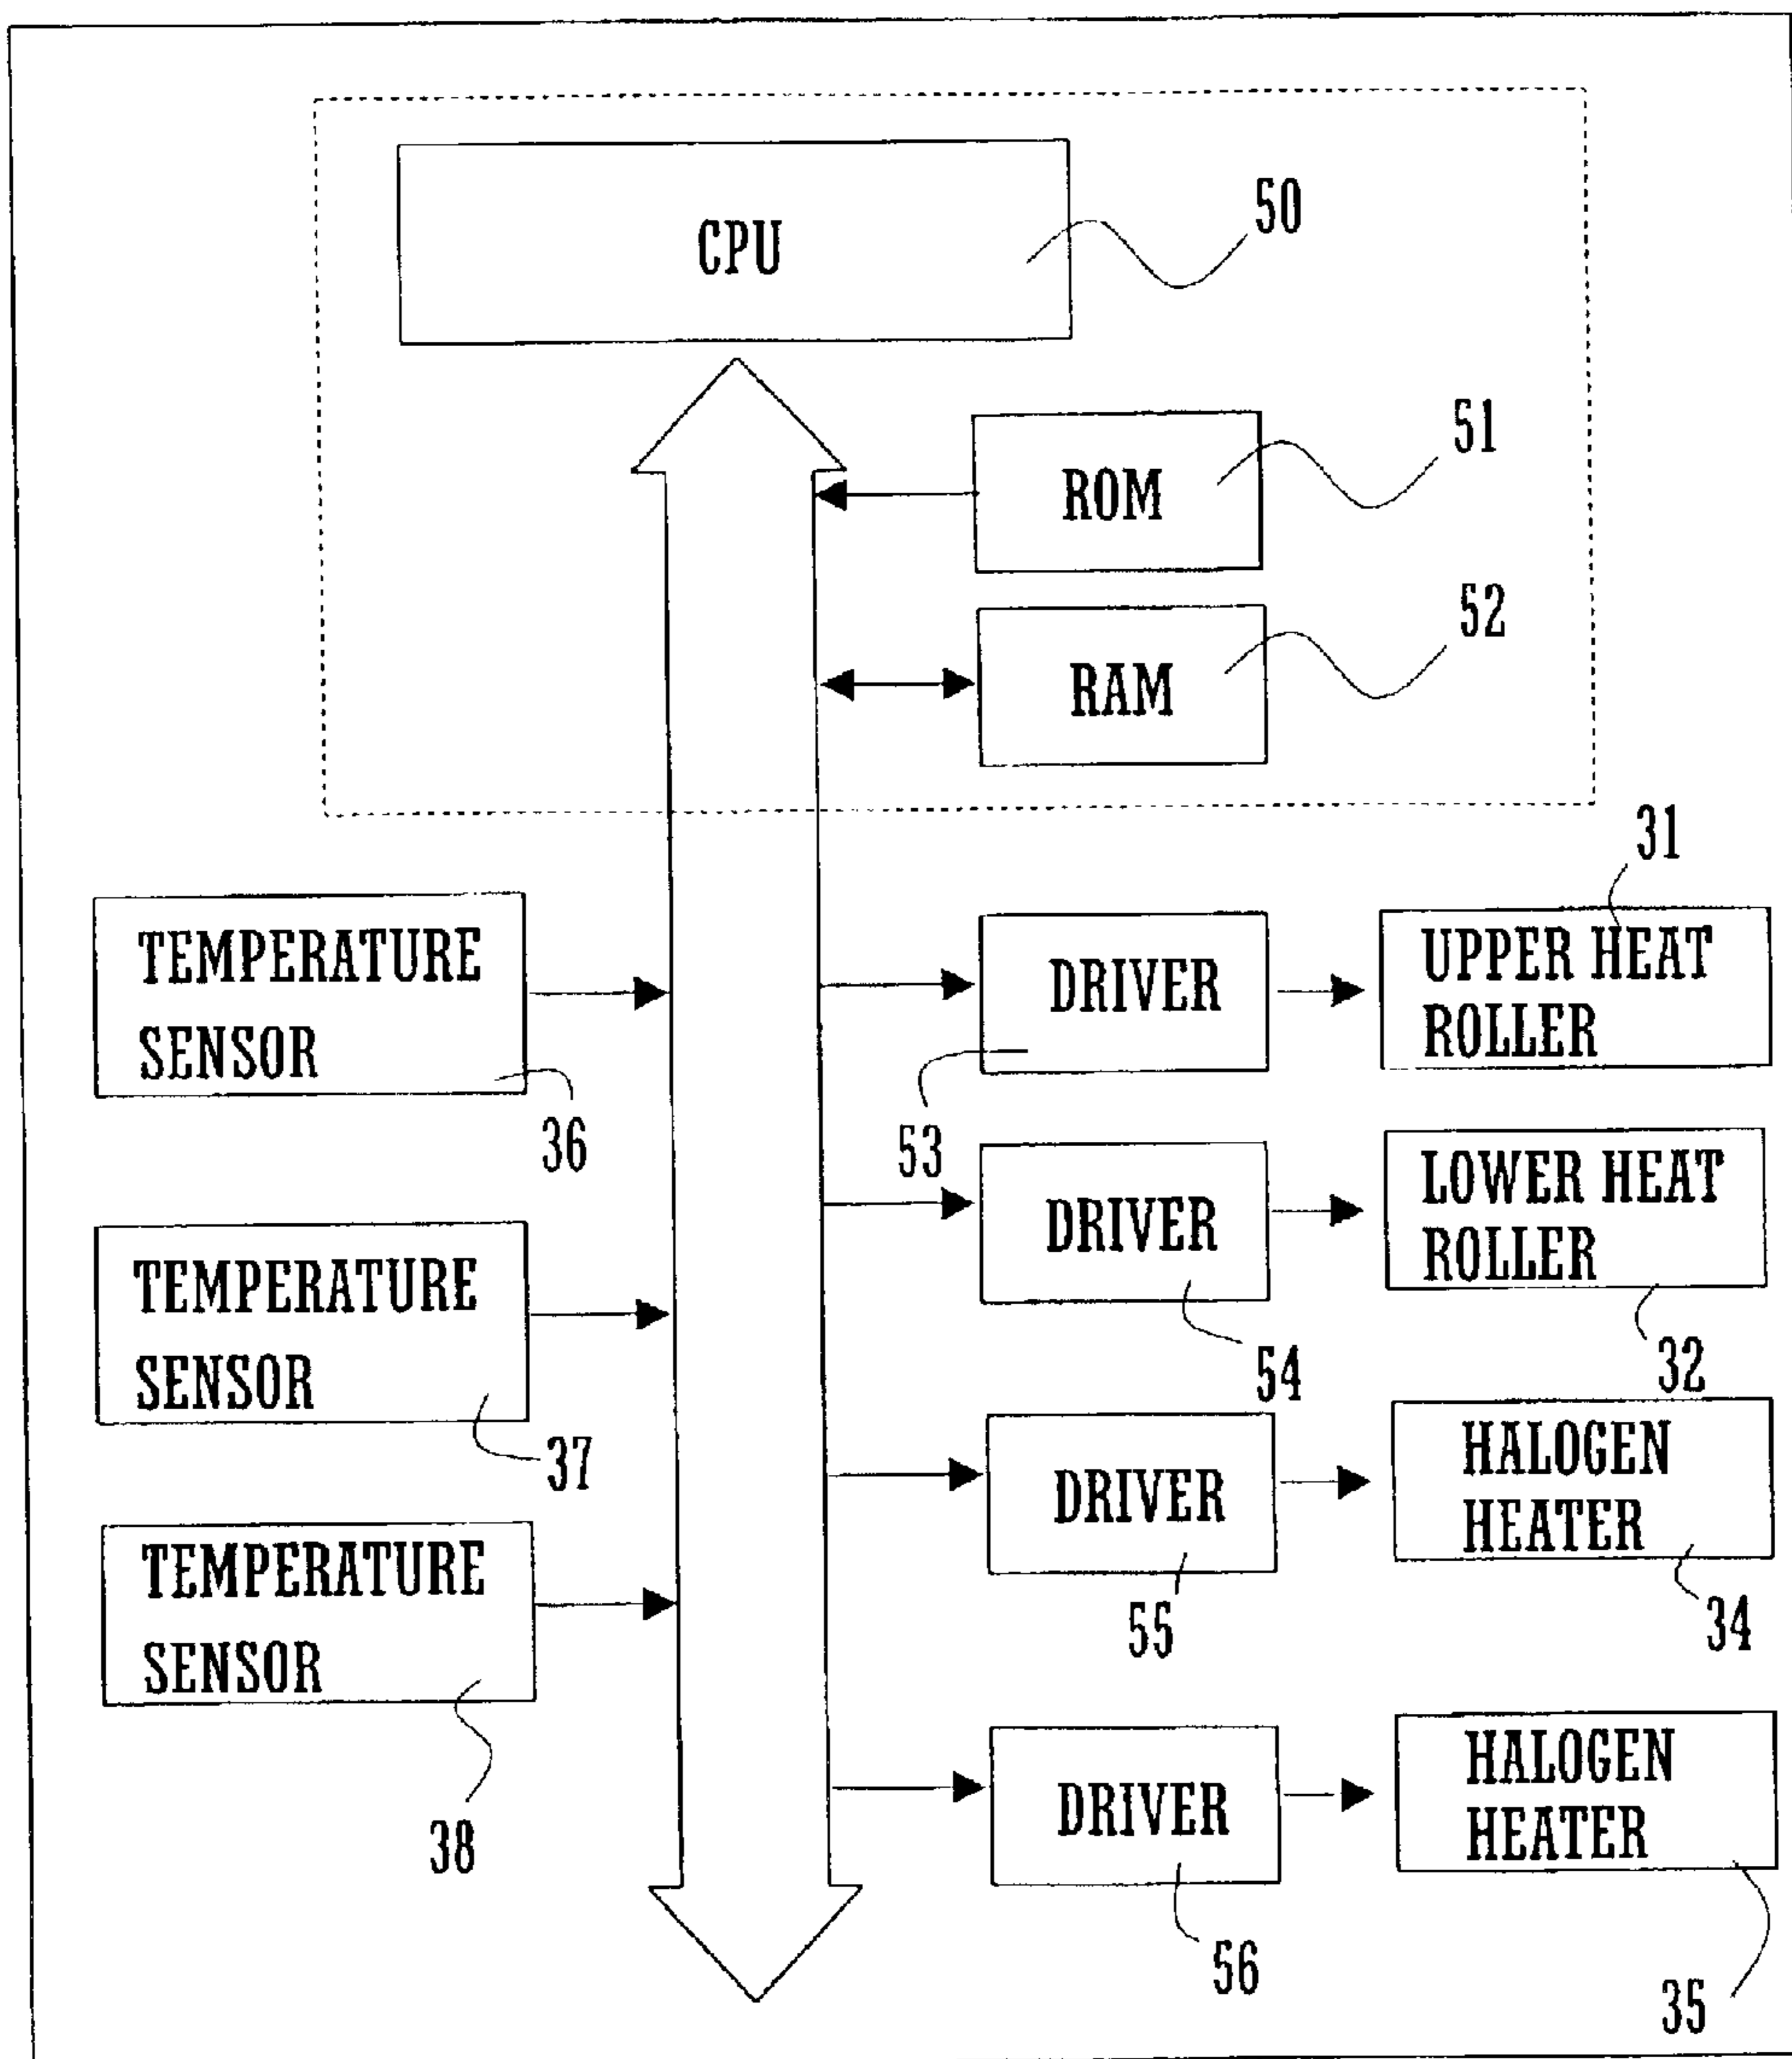 CPU
50
ROM
51
RAM
52
TEMPERATURE
SENSOR
36
TEMPERATURE
SENSOR
37
TEMPERATURE
SENSOR
38
DRIVER
53
UPPER HEAT
ROLLER
31
DRIVER
54
LOWER HEAT
ROLLER
32
DRIVER
55
HALOGEN
HEATER
34
DRIVER
56
HALOGEN
HEATER
35